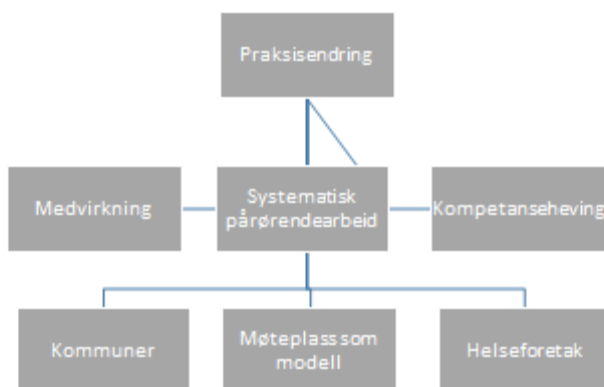 Praksisendring
Medvirkning
Systematisk
pårørendearbeid
Kompetanseheving
Kommuner
Møteplass som
modell
Helseforetak